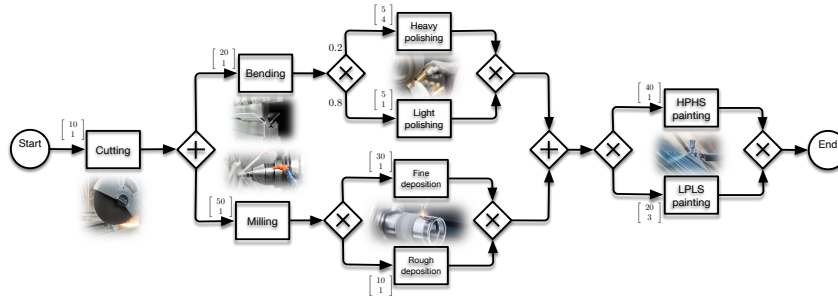 Start
[10
1]
Cutting
[20
1]
Bending
0.2
0.8
[5
4]
Heavy
polishing
[5
1]
Light
polishing
[50
1]
Milling
[30
1]
Fine
deposition
[10
1]
Rough
deposition
[40
1]
HPHS
painting
[20
3]
LPLS
painting
End